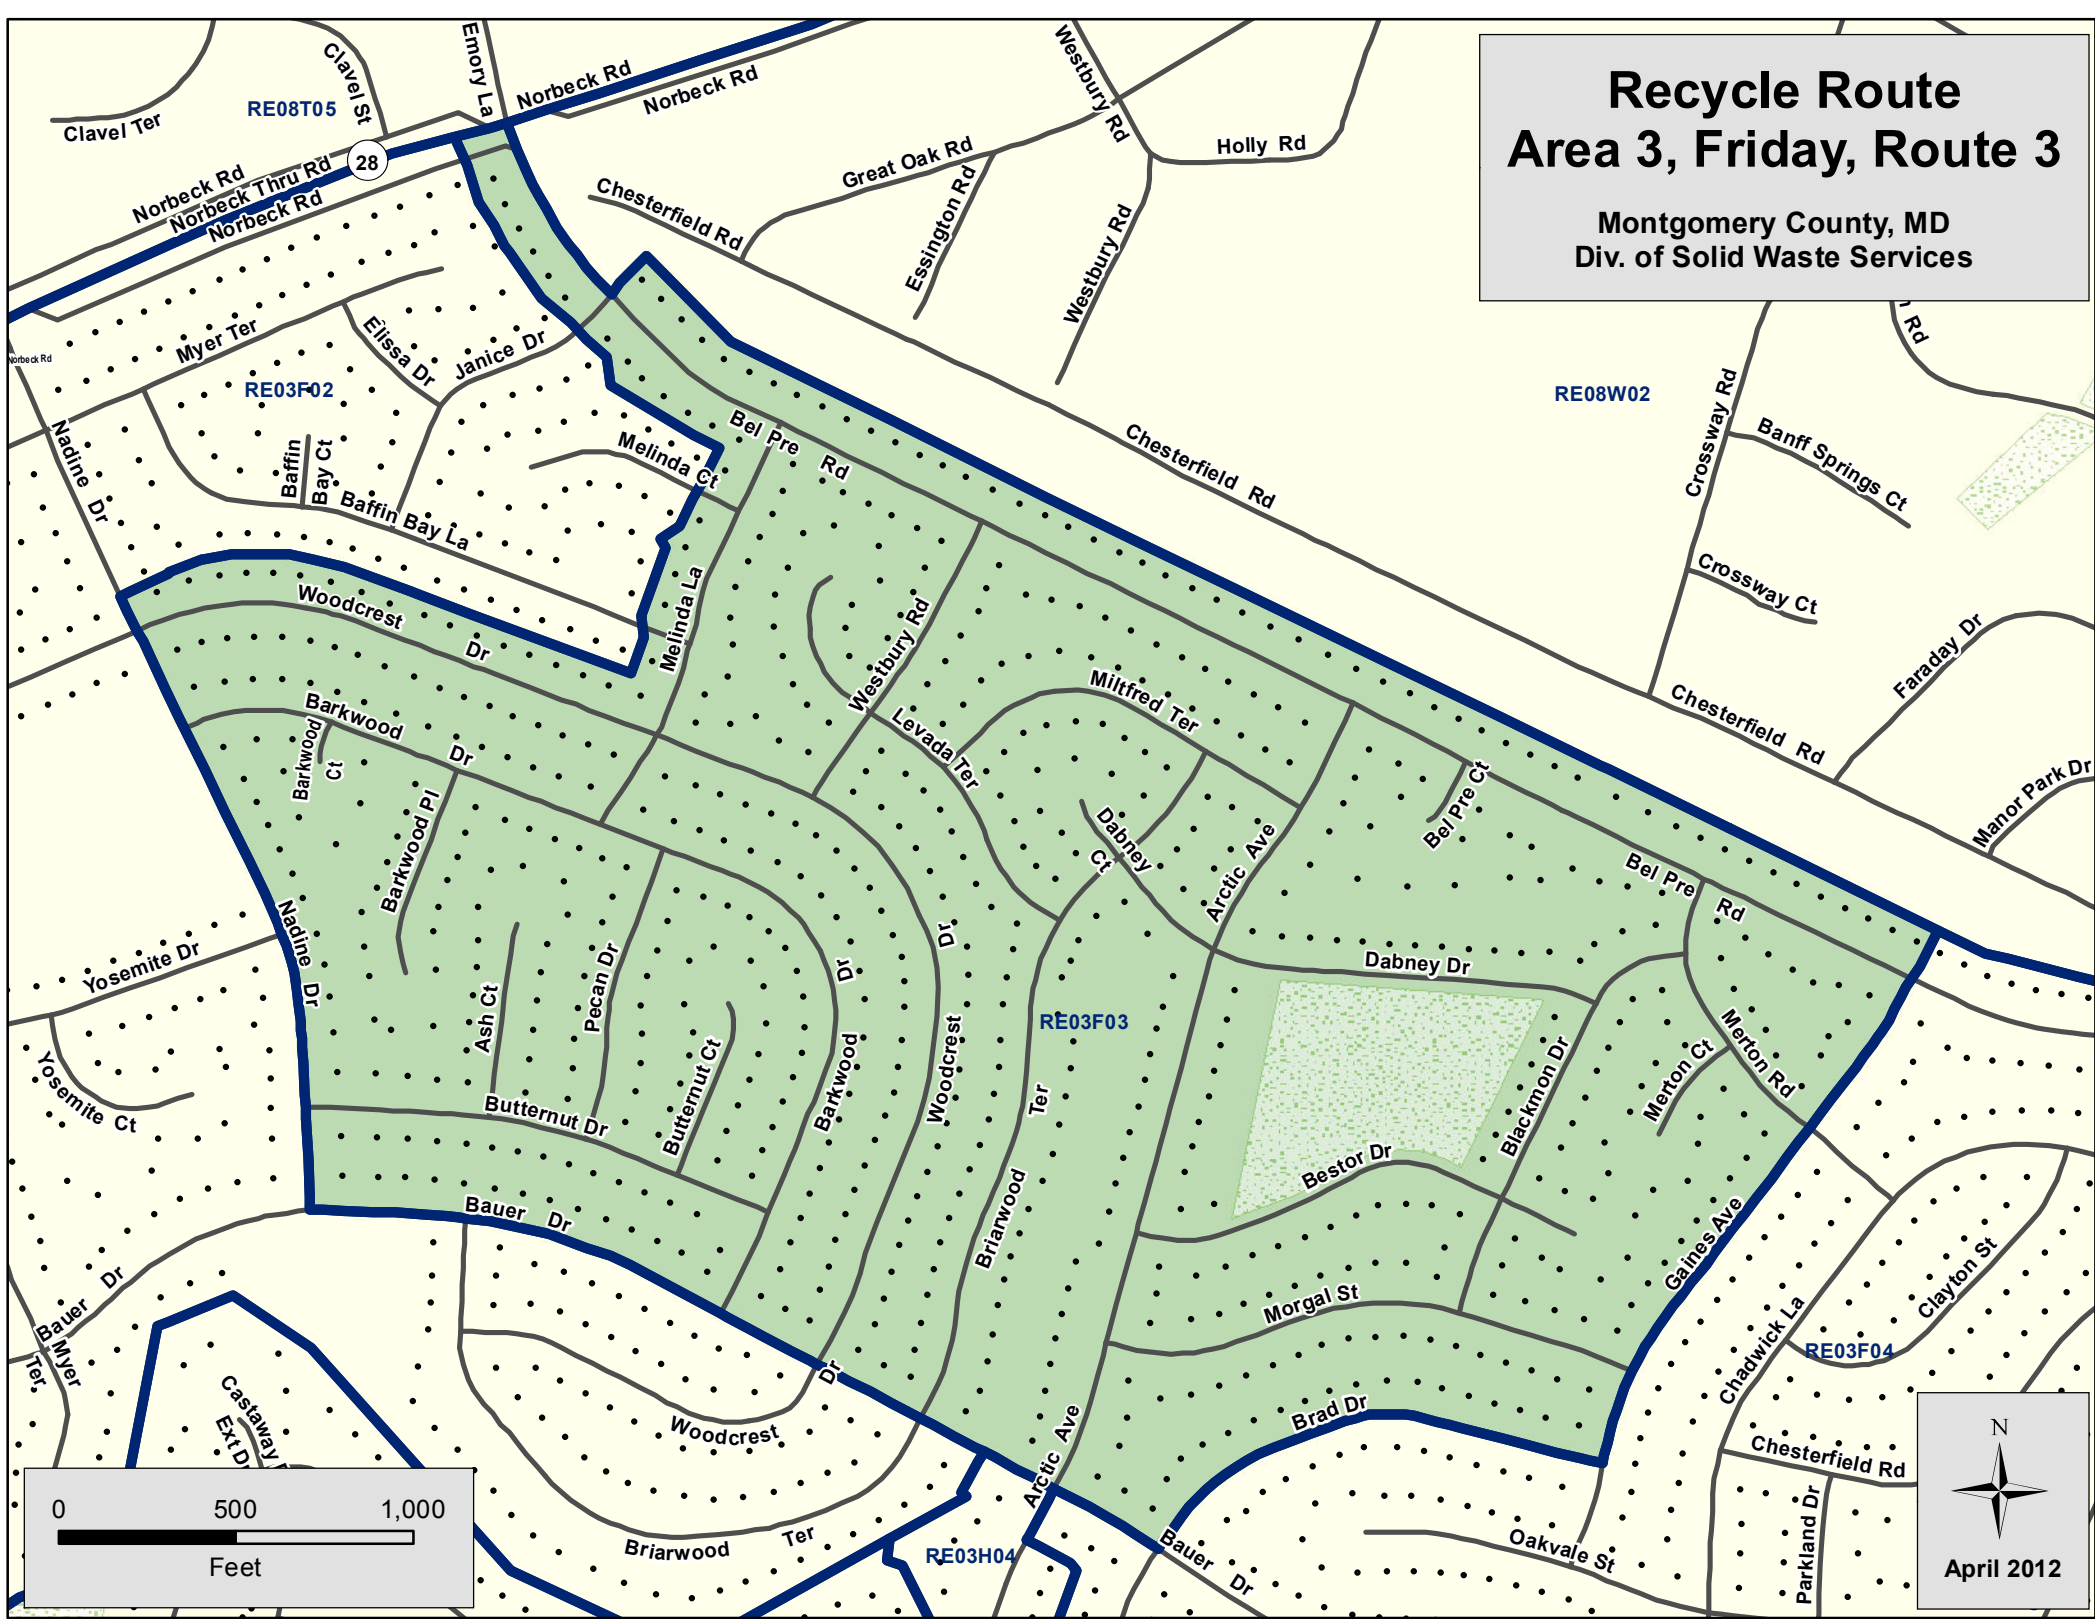 Recycle Route
Area 3, Friday, Route 3
Montgomery County, MD
Div. of Solid Waste Services
Clavel Ter
Clavel St
RE08T05
Emory La
Norbeck Rd
Norbeck Rd
Westbury Rd
Holly Rd
Great Oak Rd
Essington Rd
Chesterfield Rd
Westbury Rd
28
Norbeck Rd
Norbeck Thru Rd
Norbeck Rd
Norbeck Rd
Myer Ter
Elissa Dr
Janice Dr
RE03F02
RE08W02
Rd
Crossway Rd
Banff Springs Ct
Crossway Ct
Chesterfield Rd
Bel Pre Rd
Melinda Ct
Baffin
Bay Ct
Baffin Bay La
Nadine Dr
Woodcrest Dr
Melinda La
Westbury Rd
Levada Ter
Miltfred Ter
Faraday Dr
Chesterfield Rd
Manor Park Dr
Barkwood Dr
Barkwood
Ct
Barkwood Pl
Dabney
Ct
Arctic Ave
Bel Pre Ct
Bel Pre Rd
Nadine Dr
Yosemite Dr
Yosemite Ct
Ash Ct
Pecan Dr
Butternut Ct
Butternut Dr
Barkwood Dr
Woodcrest Dr
RE03F03
Dabney Dr
Briarwood Ter
Blackmon Dr
Merton Ct
Merton Rd
Bestor Dr
Morgal St
Gaines Ave
Bauer Dr
Bauer Dr
Myer
Ter
Chadwick La
Clayton St
RE03F04
Brad Dr
Woodcrest Dr
Castaway
Ext Dr
Arctic Ave
Chesterfield Rd
Parkland Dr
Oakvale St
Briarwood Ter
RE03H04
Bauer Dr
0 500 1,000
Feet
N
April 2012